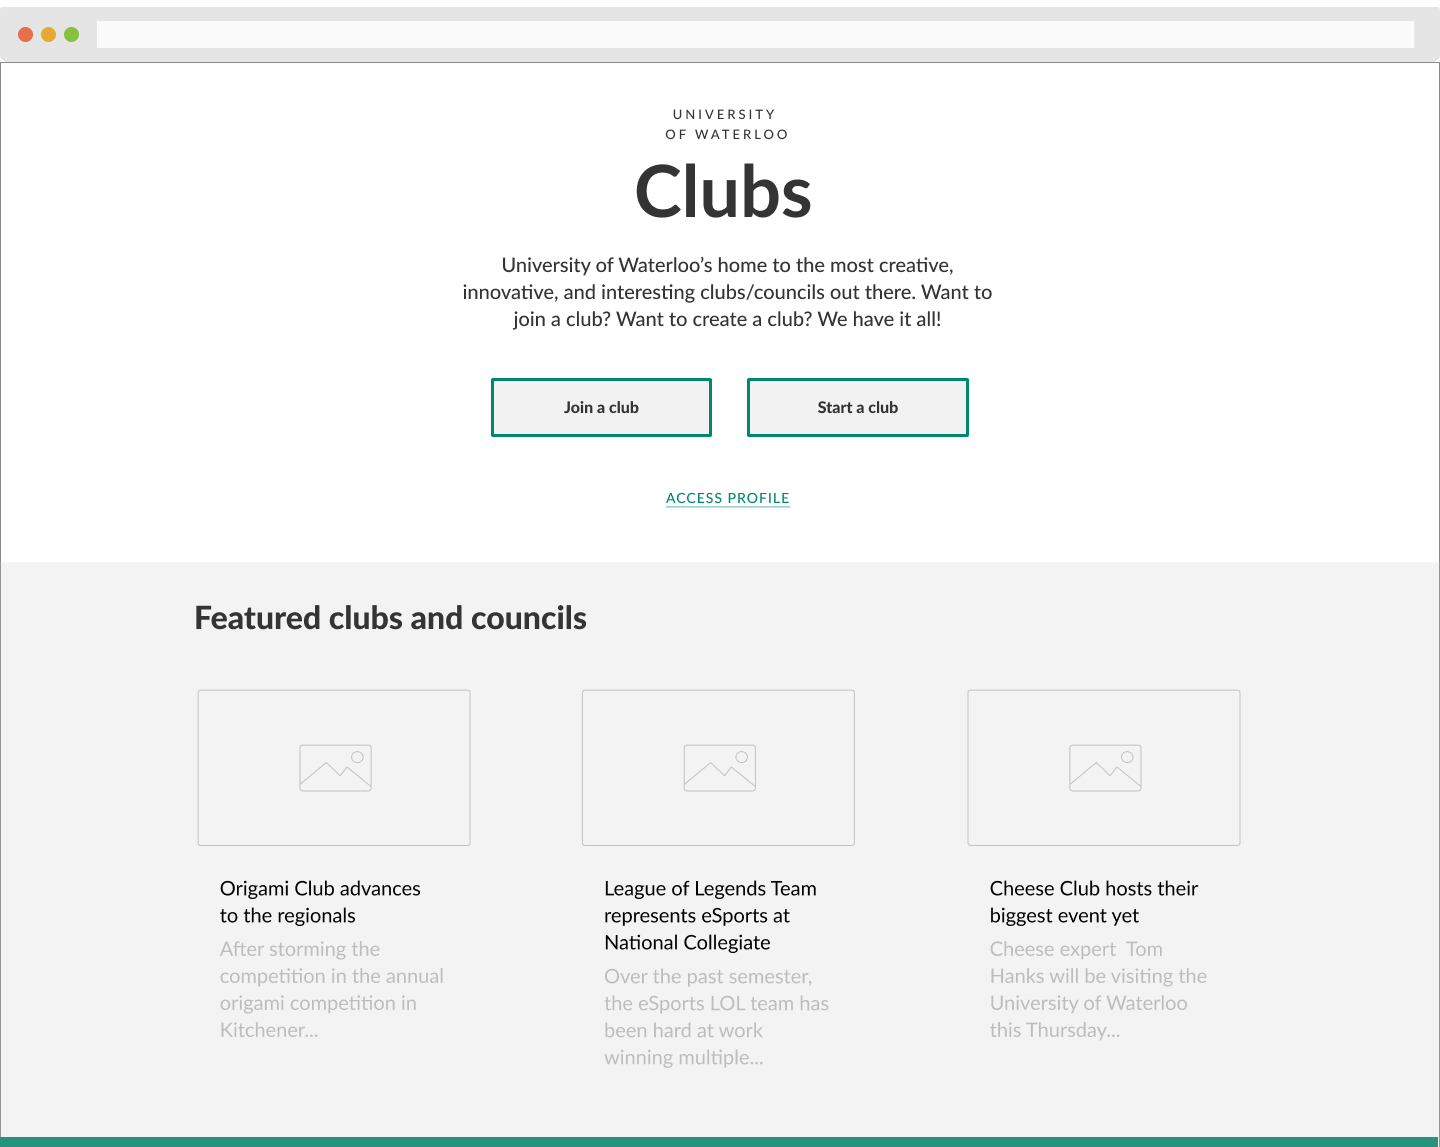 UNIVERSITY
OF WATERLOO
Clubs
University of Waterloo’s home to the most creative,
innovative, and interesting clubs/councils out there. Want to
join a club? Want to create a club? We have it all!
Join a club
Start a club
ACCESS PROFILE
Featured clubs and councils
Origami Club advances
to the regionals
After storming the
competition in the annual
origami competition in
Kitchener...
League of Legends Team
represents eSports at
National Collegiate
Over the past semester,
the eSports LOL team has
been hard at work
winning multiple...
Cheese Club hosts their
biggest event yet
Cheese expert  Tom
Hanks will be visiting the
University of Waterloo
this Thursday...